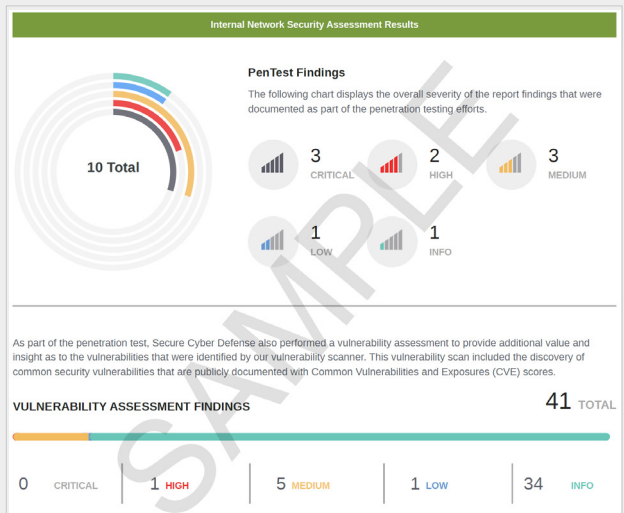 Internal Network Security Assessment Results
PenTest Findings
The following chart displays the overall severity of the report findings that were
documented as part of the penetration testing efforts.
10 Total
3
CRITICAL
2
HIGH
3
MEDIUM
1
LOW
1
INFO
SAMPLE
As part of the penetration test, Secure Cyber Defense also performed a vulnerability assessment to provide additional value and
insight as to the vulnerabilities that were identified by our vulnerability scanner. This vulnerability scan included the discovery of
common security vulnerabilities that are publicly documented with Common Vulnerabilities and Exposures (CVE) scores.
VULNERABILITY ASSESSMENT FINDINGS
41 TOTAL
0 CRITICAL
1 HIGH
5 MEDIUM
1 LOW
34 INFO